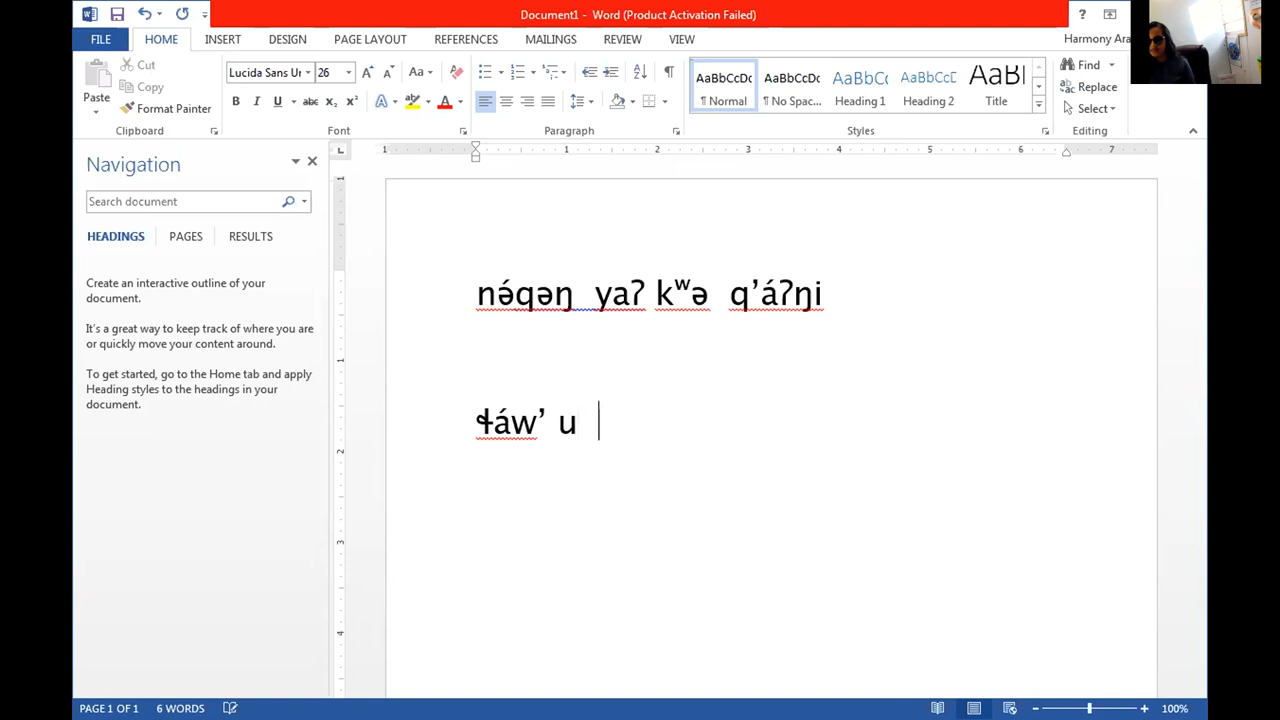 Document1 - Word (Product Activation Failed)
FILE HOME INSERT DESIGN PAGE LAYOUT REFERENCES MAILINGS REVIEW VIEW Harmony Ara
Paste Cut Copy Format Painter
Lucida Sans Ur 26
AaBbCcDc AaBbCcDc AaBbCc AaBbCcDc AaBl
¶ Normal ¶ No Spac... Heading 1 Heading 2 Title
Find Replace Select
Clipboard Font Paragraph Styles Editing
Navigation
Search document
HEADINGS PAGES RESULTS
Create an interactive outline of your
document.
It's a great way to keep track of where you are
or quickly move your content around.
To get started, go to the Home tab and apply
Heading styles to the headings in your
document.
nə́qəŋ yaʔ kʷə q’áʔŋi
ɬáw’ u
PAGE 1 OF 1 6 WORDS 100%